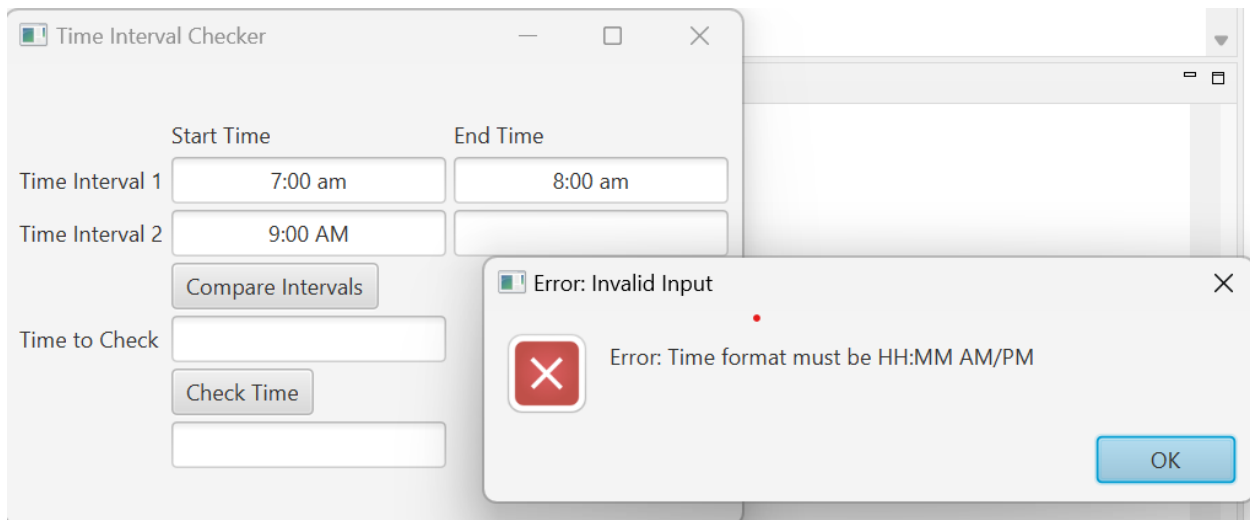 Time Interval Checker
Start Time End Time
Time Interval 1 7:00 am 8:00 am
Time Interval 2 9:00 AM
Compare Intervals
Time to Check
Check Time
Error: Invalid Input
Error: Time format must be HH:MM AM/PM
OK